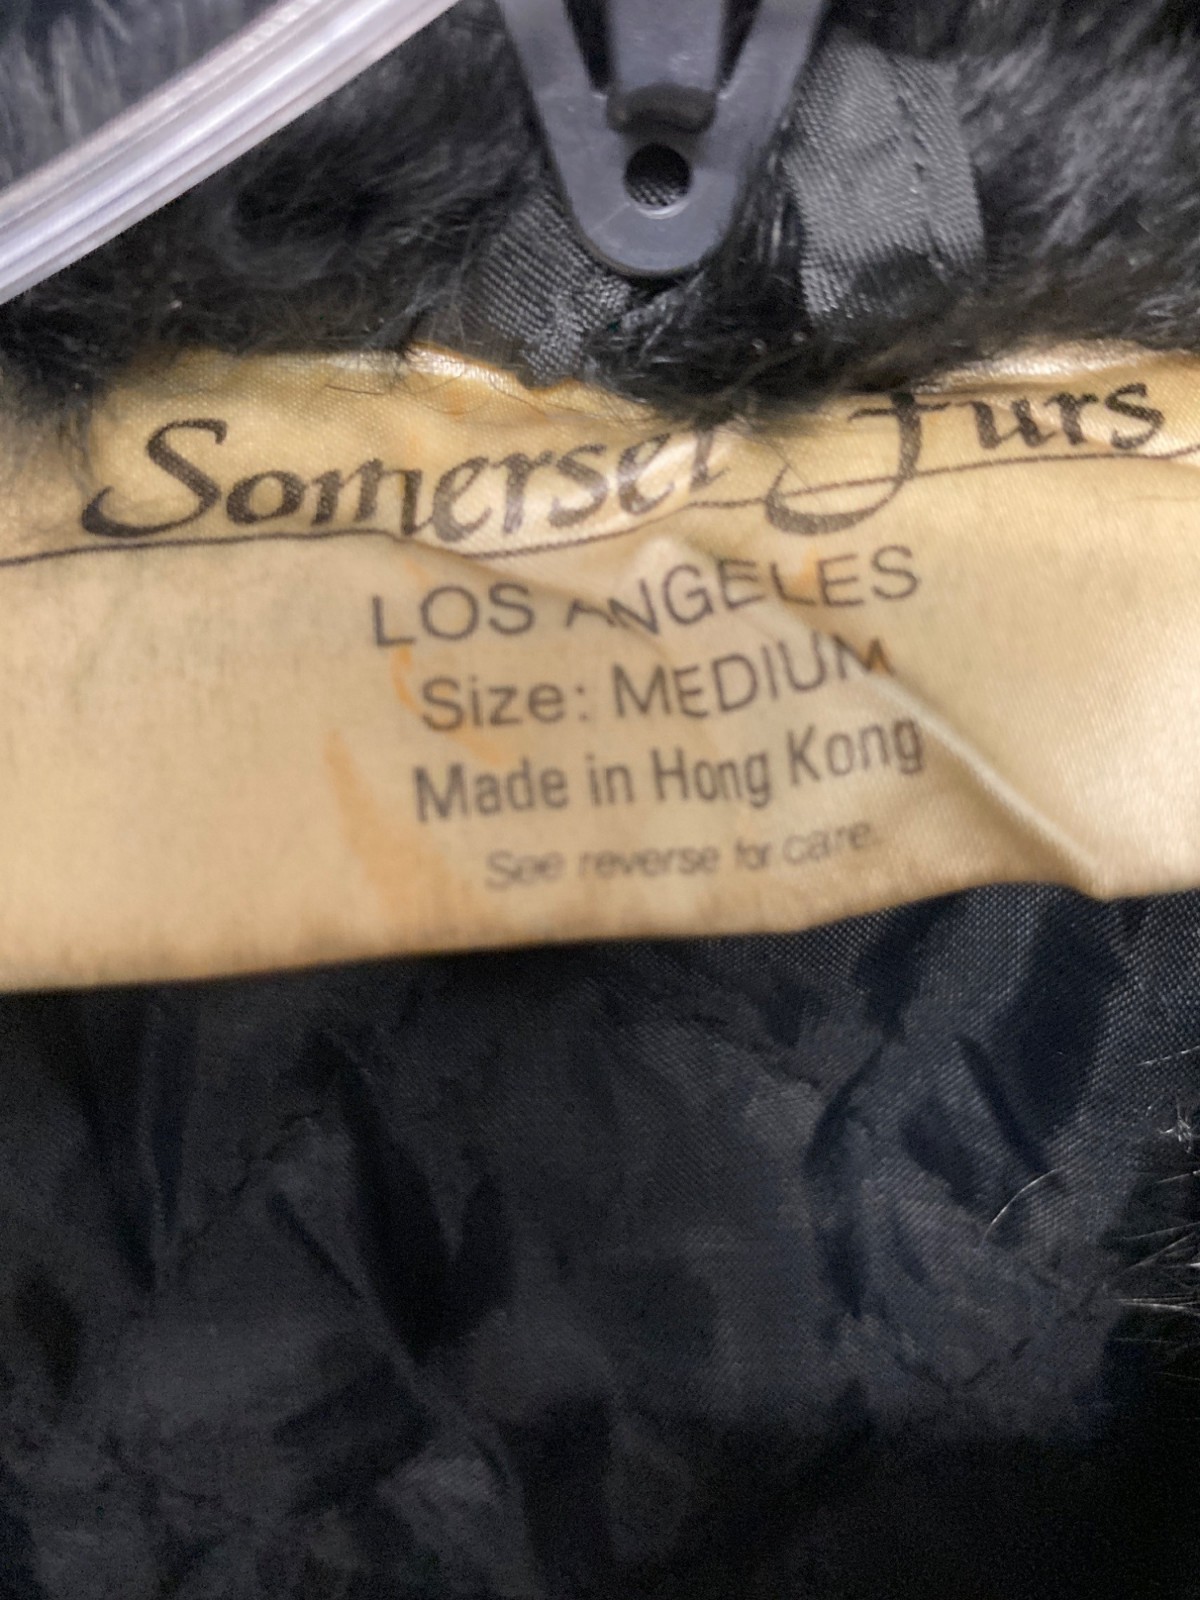 Somerset Furs
LOS ANGELES
Size: MEDIUM
Made in Hong Kong
See reverse for care.